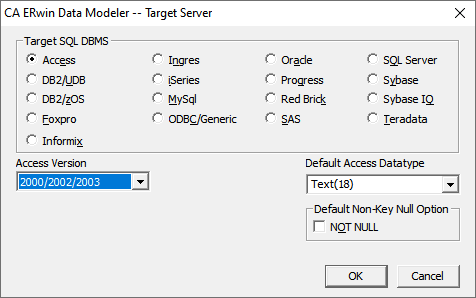 CA ERwin Data Modeler -- Target Server
Target SQL DBMS
Access Ingres Oracle SQL Server
DB2/UDB iSeries Progress Sybase
DB2/zOS MySql Red Brick Sybase IQ
Foxpro ODBC/Generic SAS Teradata
Informix
Access Version Default Access Datatype
2000/2002/2003 Text(18)
Default Non-Key Null Option
NOT NULL
OK Cancel